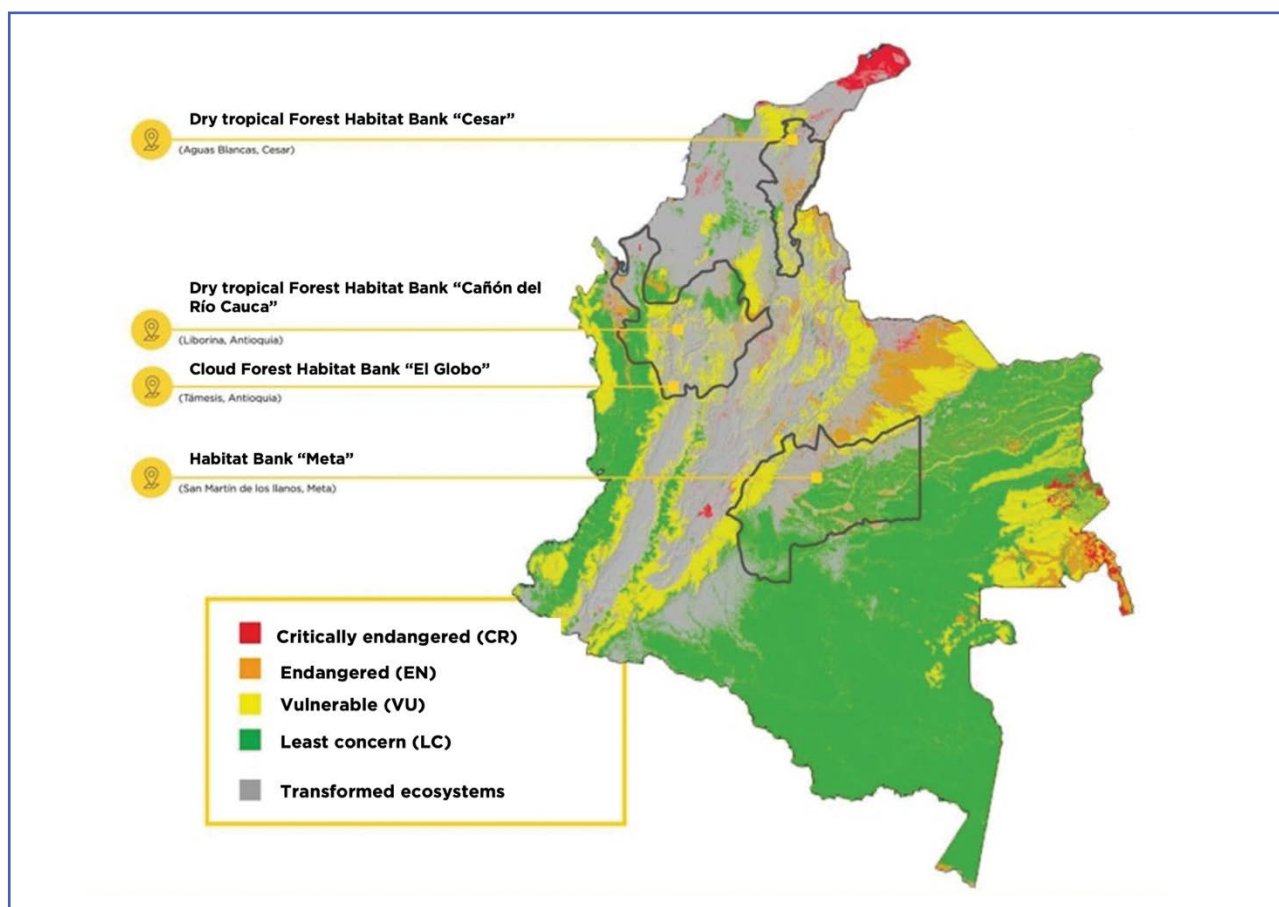 Dry tropical Forest Habitat Bank “Cesar”
(Aguas Blancas, Cesar)
Dry tropical Forest Habitat Bank “Cañón del
Río Cauca”
(Liborina, Antioquia)
Cloud Forest Habitat Bank “El Globo”
(Támesis, Antioquia)
Habitat Bank “Meta”
(San Martín de los llanos, Meta)
Critically endangered (CR)
Endangered (EN)
Vulnerable (VU)
Least concern (LC)
Transformed ecosystems